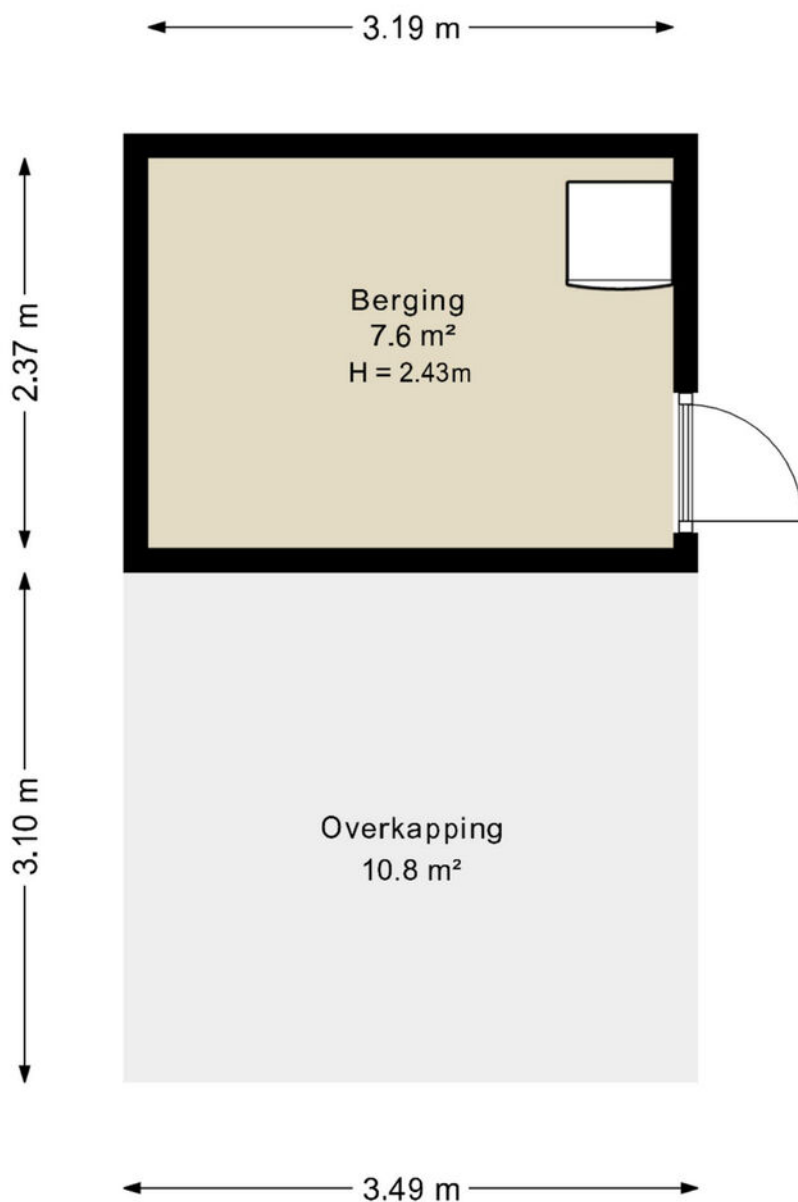 3.19 m
2.37 m
Berging
7.6 m²
H = 2.43m
3.10 m
Overkapping
10.8 m²
3.49 m